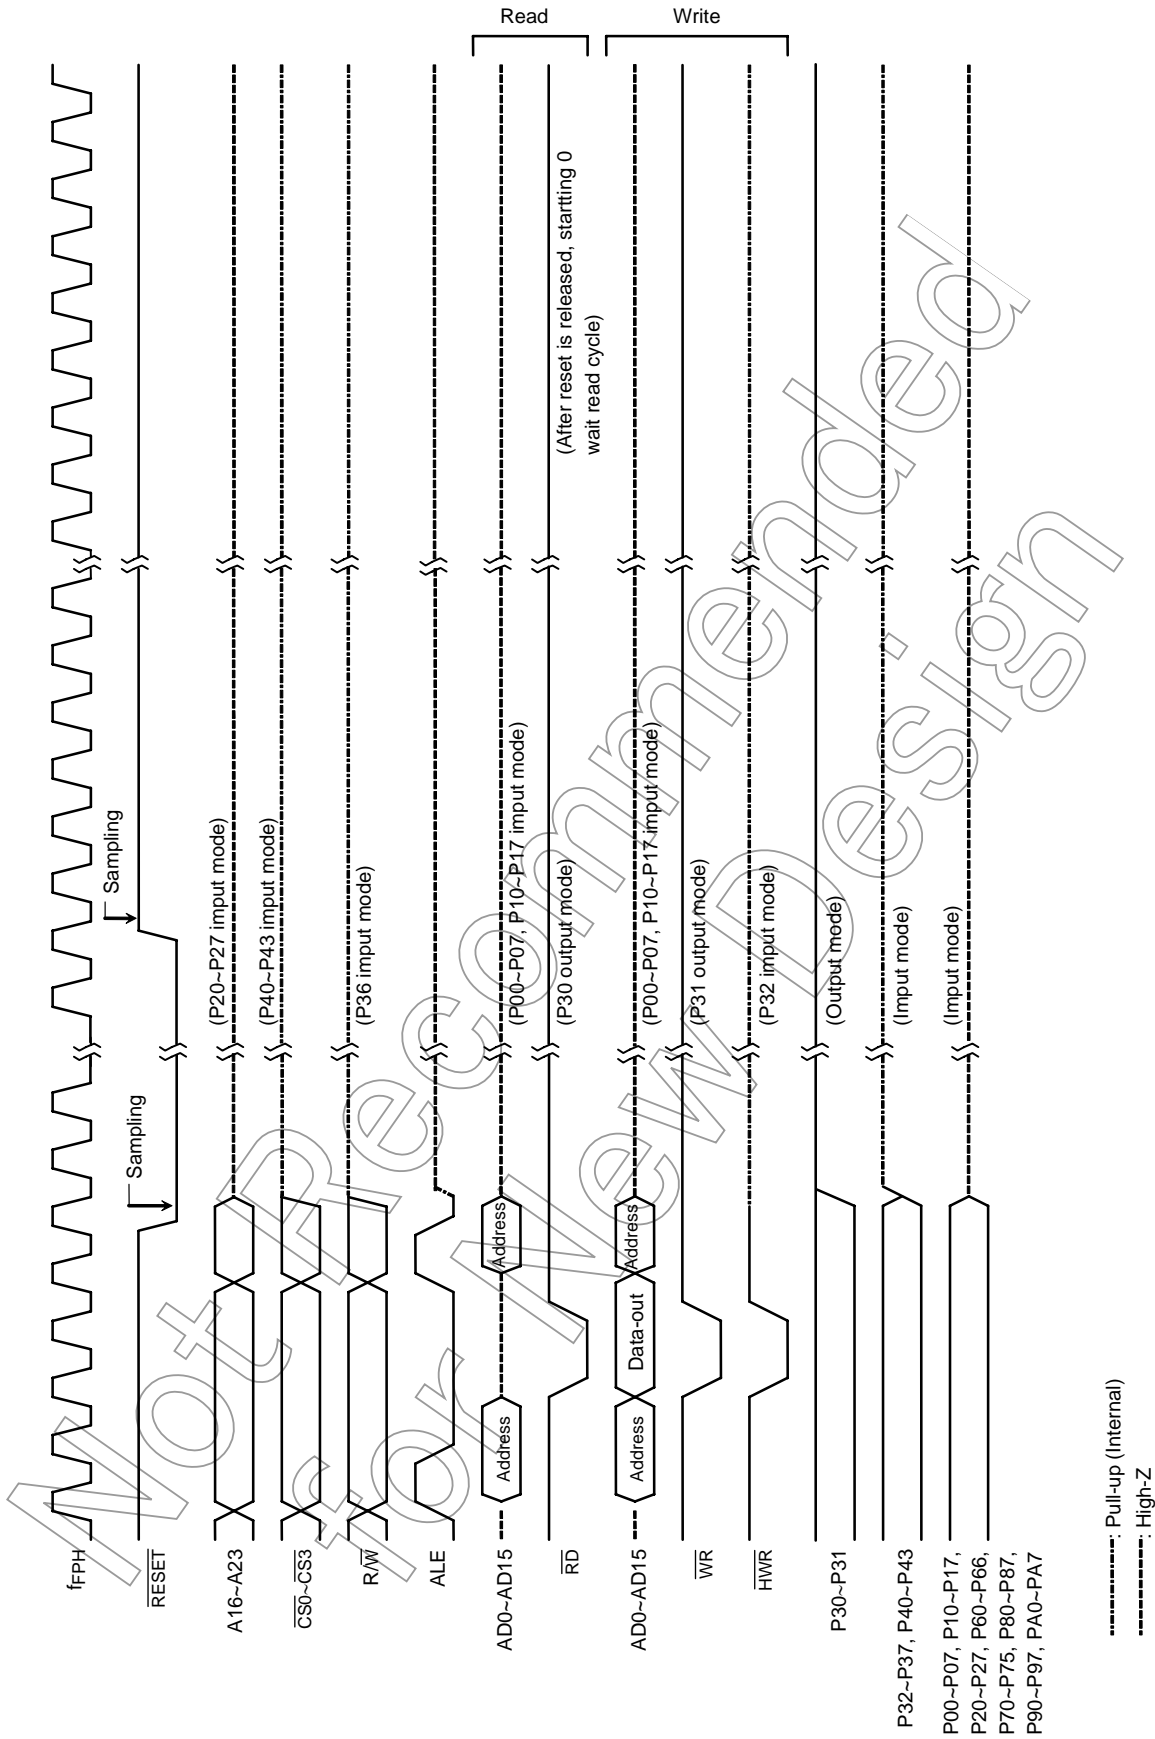 Read
Write
fFPH
Sampling
Sampling
RESET
A16~A23
(P20~P27 imput mode)
CS0~CS3
(P40~P43 imput mode)
R/W
(P36 imput mode)
ALE
AD0~AD15
Address
Address
(P00~P07, P10~P17 imput mode)
RD
(P30 output mode)
(After reset is released, startting 0
wait read cycle)
AD0~AD15
Address
Data-out
Address
(P00~P07, P10~P17 imput mode)
WR
(P31 output mode)
HWR
(P32 imput mode)
P30~P31
(Output mode)
P32~P37, P40~P43
(Imput mode)
P00~P07, P10~P17,
P20~P27, P60~P66,
P70~P75, P80~P87,
P90~P97, PA0~PA7
(Imput mode)
: Pull-up (Internal)
: High-Z
Not Recommended
for New Design